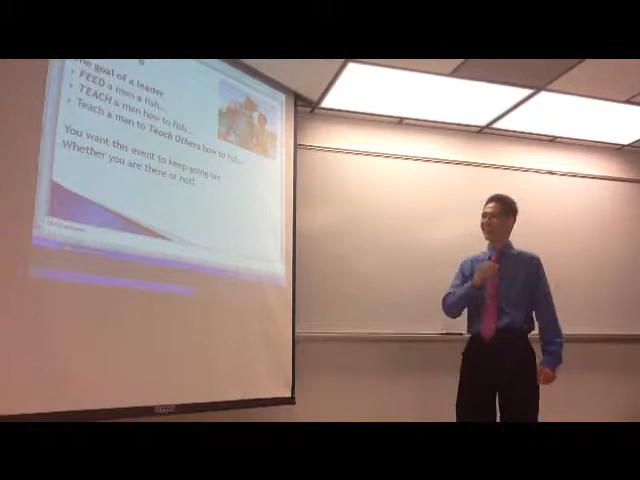 The goal of a leader
FEED a man a fish...
TEACH a man how to fish...
Teach a man to Teach Others how to fish...
You want this event to keep going on!
Whether you are there or not!